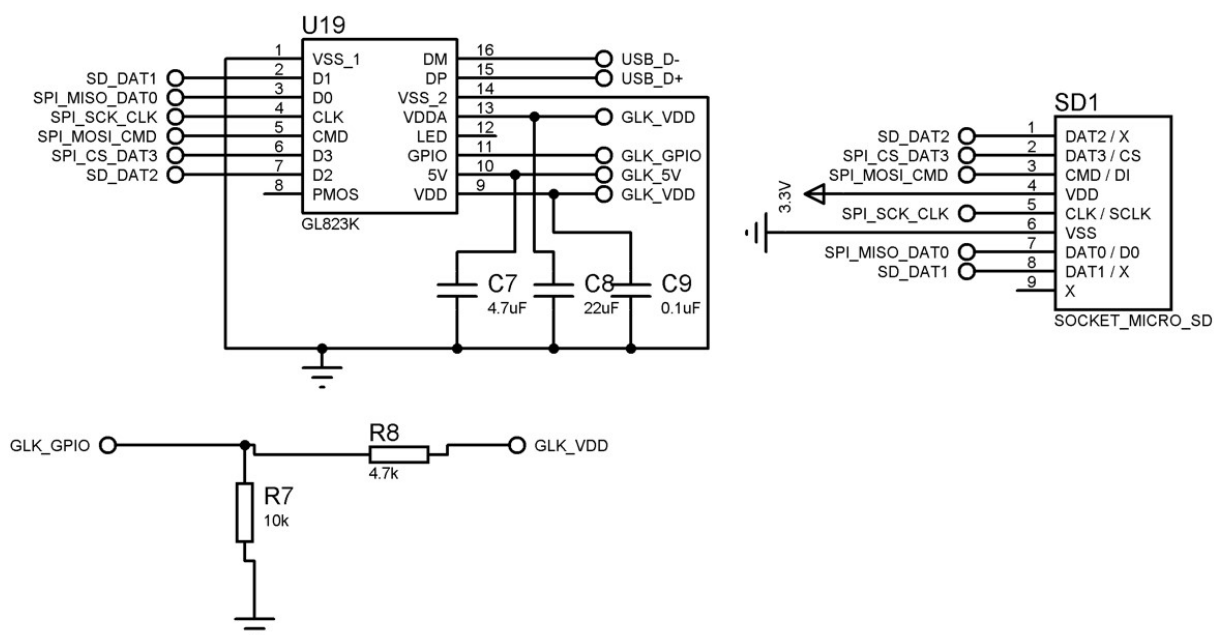 U19
1 VSS_1 DM 16 USB_D-
SD_DAT1 2 D1 DP 15 USB_D+
SPI_MISO_DAT0 3 D0 VSS_2 14
SPI_SCK_CLK 4 CLK VDDA 13 GLK_VDD
SPI_MOSI_CMD 5 CMD LED 12
SPI_CS_DAT3 6 D3 GPIO 11 GLK_GPIO
SD_DAT2 7 D2 5V 10 GLK_5V
8 PMOS VDD 9 GLK_VDD
GL823K
C7 C8 C9
4.7uF 22uF 0.1uF
SD1
SD_DAT2 1 DAT2 / X
SPI_CS_DAT3 2 DAT3 / CS
SPI_MOSI_CMD 3 CMD / DI
3.3V 4 VDD
SPI_SCK_CLK 5 CLK / SCLK
6 VSS
SPI_MISO_DAT0 7 DAT0 / D0
SD_DAT1 8 DAT1 / X
9 X
SOCKET_MICRO_SD
R8
GLK_GPIO GLK_VDD
4.7k
R7
10k